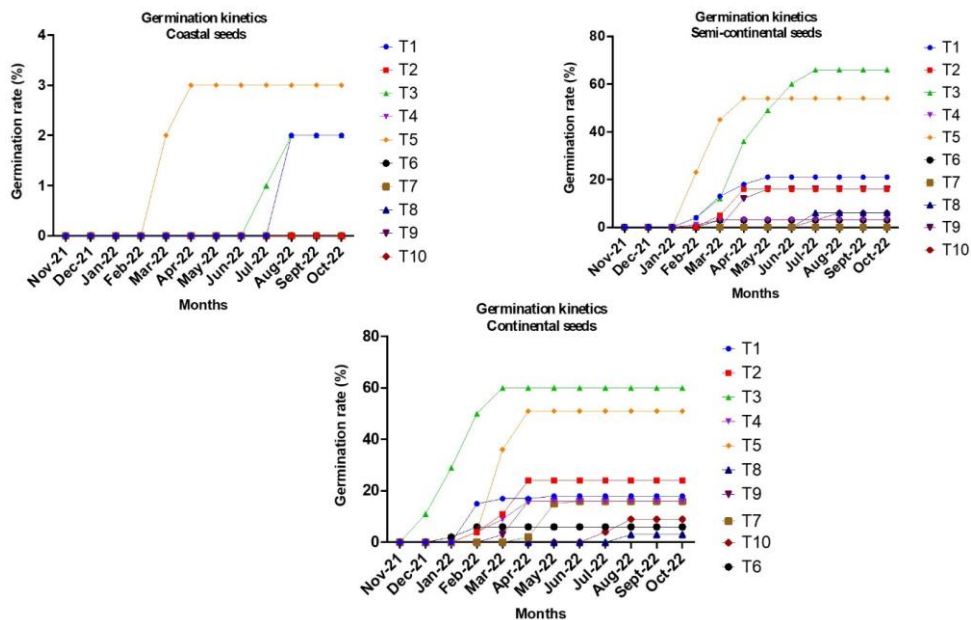 Germination kinetics
Coastal seeds
Germination rate (%)
4
3
2
1
0
Nov-21
Dec-21
Jan-22
Feb-22
Mar-22
Apr-22
May-22
Jun-22
Jul-22
Aug-22
Sept-22
Oct-22
Months
T1
T2
T3
T4
T5
T6
T7
T8
T9
T10
Germination kinetics
Semi-continental seeds
Germination rate (%)
80
60
40
20
0
Nov-21
Dec-21
Jan-22
Feb-22
Mar-22
Apr-22
May-22
Jun-22
Jul-22
Aug-22
Sept-22
Oct-22
Months
T1
T2
T3
T4
T5
T6
T7
T8
T9
T10
Germination kinetics
Continental seeds
Germination rate (%)
80
60
40
20
0
Nov-21
Dec-21
Jan-22
Feb-22
Mar-22
Apr-22
May-22
Jun-22
Jul-22
Aug-22
Sept-22
Oct-22
Months
T1
T2
T3
T4
T5
T8
T9
T7
T10
T6